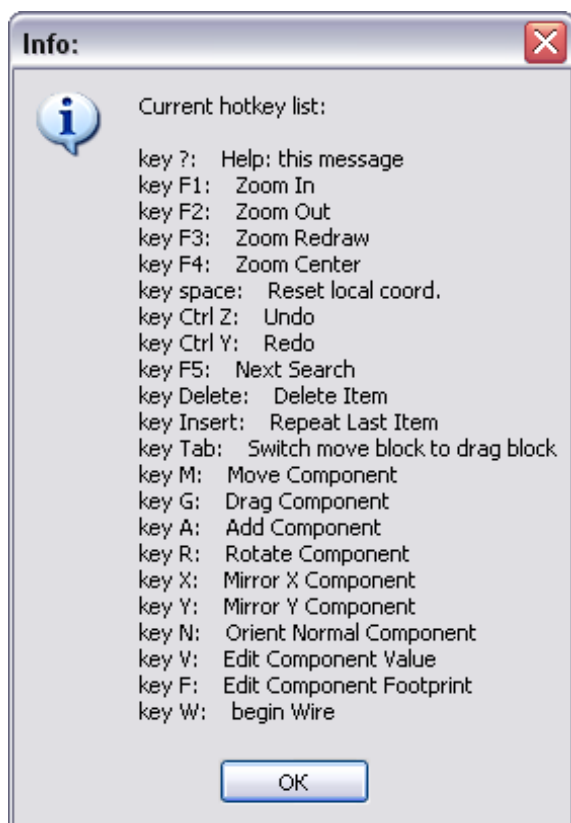 Info:
Current hotkey list:
key ?: Help: this message
key F1: Zoom In
key F2: Zoom Out
key F3: Zoom Redraw
key F4: Zoom Center
key space: Reset local coord.
key Ctrl Z: Undo
key Ctrl Y: Redo
key F5: Next Search
key Delete: Delete Item
key Insert: Repeat Last Item
key Tab: Switch move block to drag block
key M: Move Component
key G: Drag Component
key A: Add Component
key R: Rotate Component
key X: Mirror X Component
key Y: Mirror Y Component
key N: Orient Normal Component
key V: Edit Component Value
key F: Edit Component Footprint
key W: begin Wire
OK